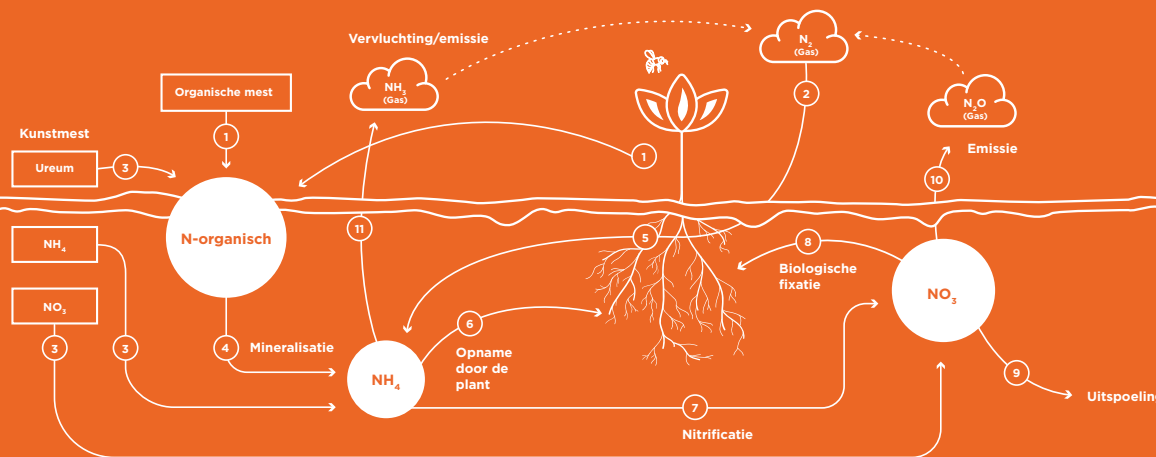 Vervluchting/emissie
N₂
(Gas)
NH₃
(Gas)
2
N₂O
(Gas)
Organische mest
Kunstmest
1
Ureum
3
1
Emissie
10
N-organisch
11
5
8
NH₄
Biologische
fixatie
NO₃
NO₃
6
3
3
4
Mineralisatie
Opname
door de
plant
NH₄
9
Uitspoeling
7
Nitrificatie